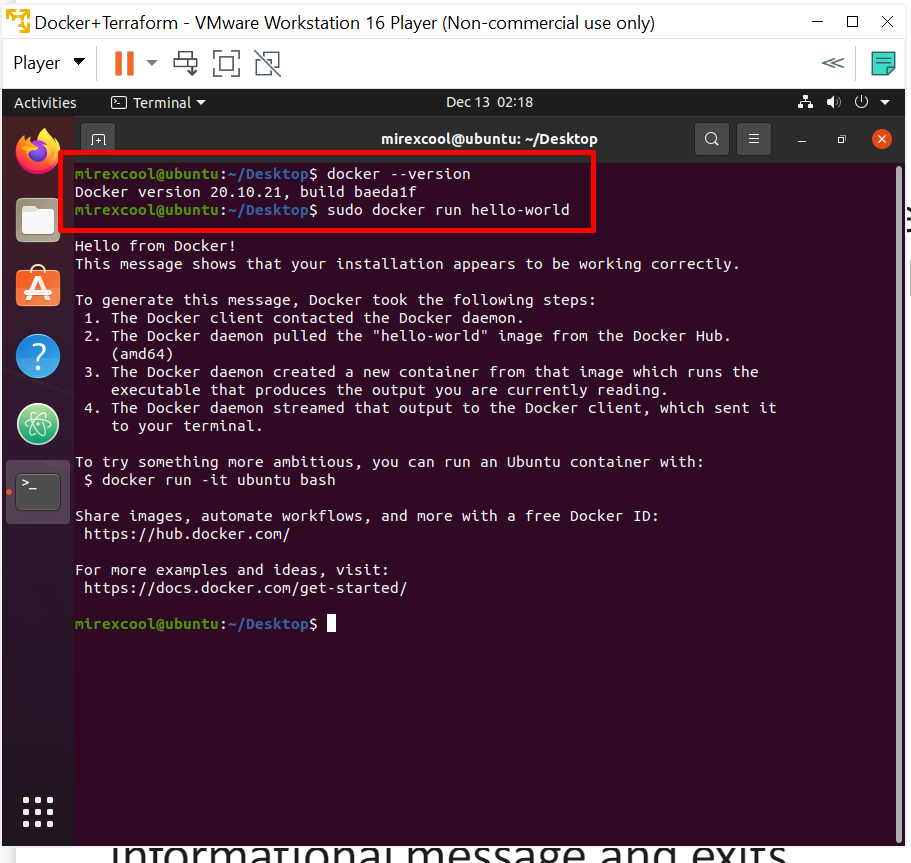 Docker+Terraform - VMware Workstation 16 Player (Non-commercial use only)
Player
Activities Terminal Dec 13 02:18
mirexcool@ubuntu: ~/Desktop
mirexcool@ubuntu:~/Desktop$ docker --version
Docker version 20.10.21, build baeda1f
mirexcool@ubuntu:~/Desktop$ sudo docker run hello-world
Hello from Docker!
This message shows that your installation appears to be working correctly.
To generate this message, Docker took the following steps:
1. The Docker client contacted the Docker daemon.
2. The Docker daemon pulled the "hello-world" image from the Docker Hub.
(amd64)
3. The Docker daemon created a new container from that image which runs the
executable that produces the output you are currently reading.
4. The Docker daemon streamed that output to the Docker client, which sent it
to your terminal.
To try something more ambitious, you can run an Ubuntu container with:
$ docker run -it ubuntu bash
Share images, automate workflows, and more with a free Docker ID:
https://hub.docker.com/
For more examples and ideas, visit:
https://docs.docker.com/get-started/
mirexcool@ubuntu:~/Desktop$
informational message and exits